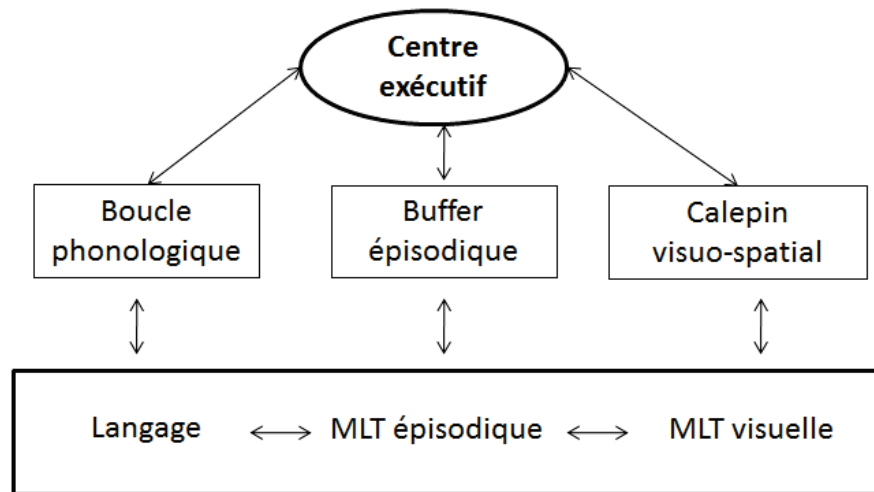 Centre
exécutif
Boucle
phonologique
Buffer
épisodique
Calepin
visuo-spatial
Langage
MLT épisodique
MLT visuelle